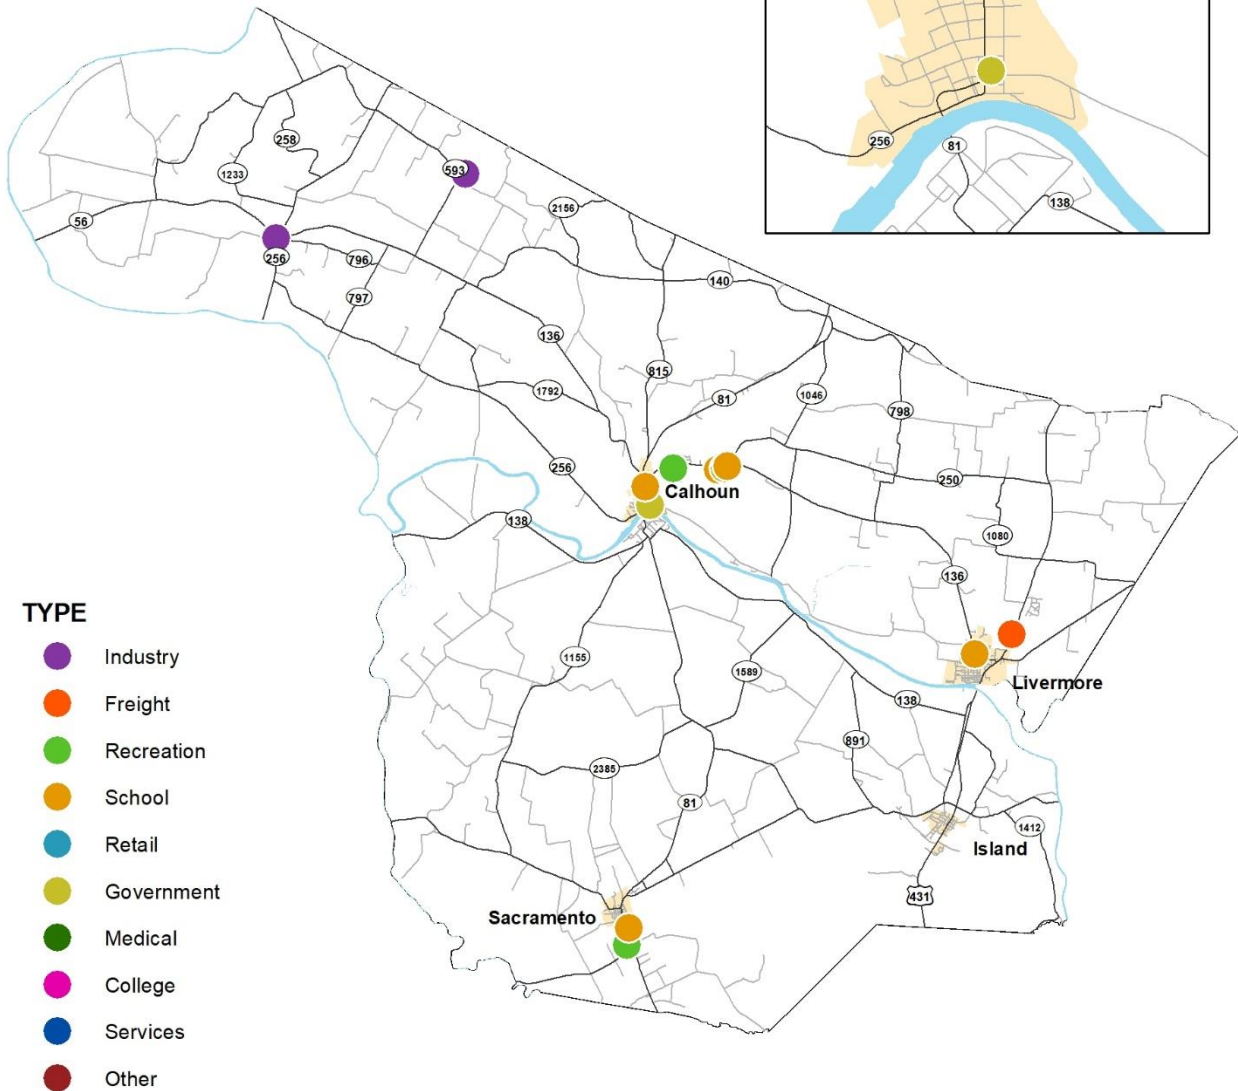 256
81
138
258
593
1233
2156
56
256
796
140
797
136
815
1792
81
1046
798
256
250
Calhoun
138
1080
136
TYPE
Industry
1155
1589
Livermore
Freight
138
Recreation
891
2385
School
81
1412
Retail
Island
Government
431
Sacramento
Medical
College
Services
Other